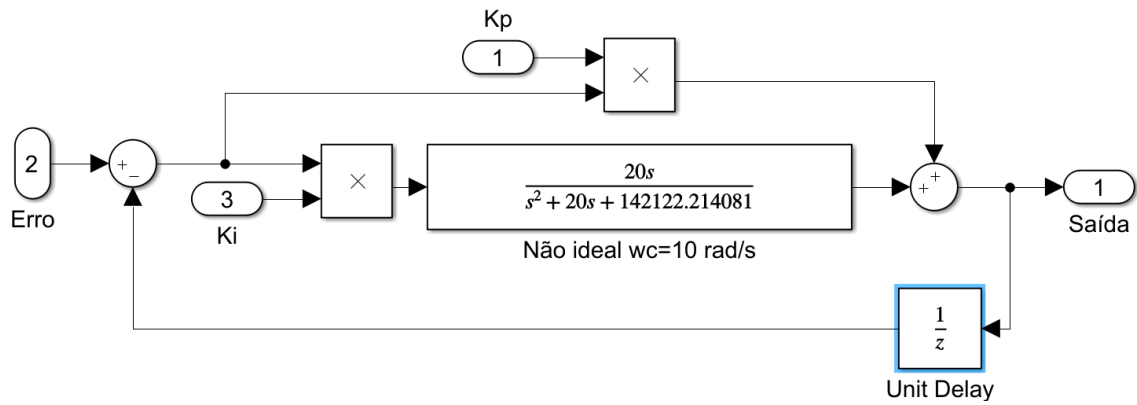 Kp
1
×
+
−
2
Erro
3
Ki
×
20s
s² + 20s + 142122.214081
Não ideal wc=10 rad/s
+
+
1
Saída
1
z
Unit Delay